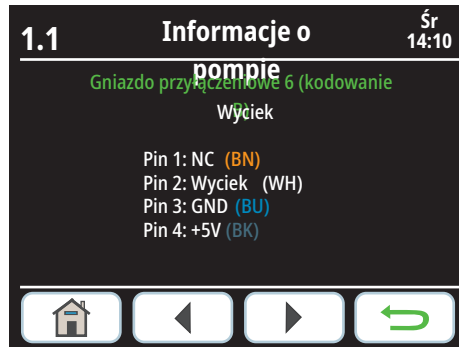 1.1
Informacje o
pompie
Śr
14:10
Gniazdo przyłączeniowe 6 (kodowanie
B)
Wyciek
Pin 1: NC (BN)
Pin 2: Wyciek (WH)
Pin 3: GND (BU)
Pin 4: +5V (BK)